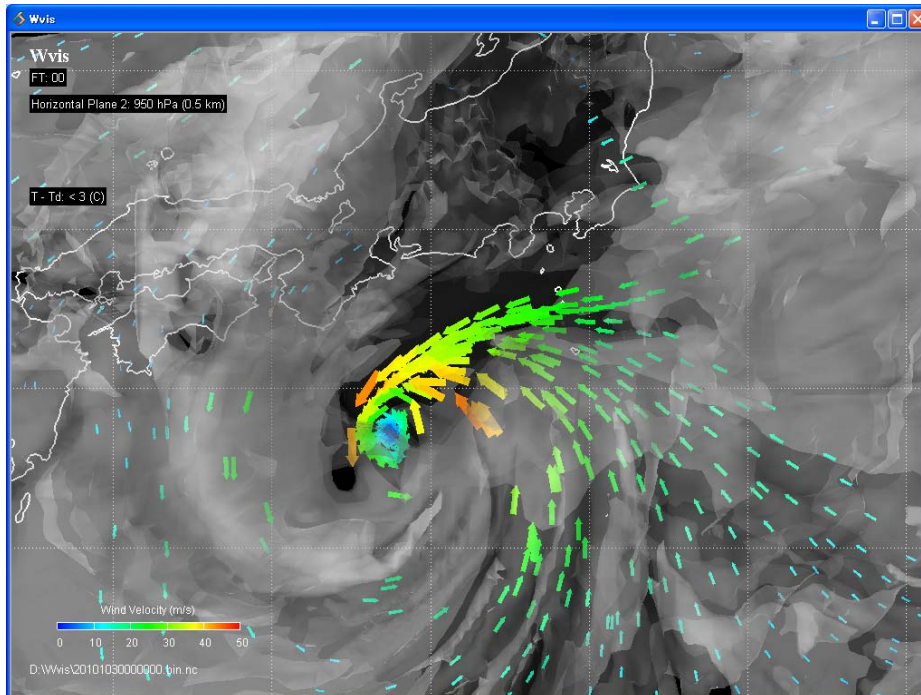 Wvis
Wvis
FT: 00
Horizontal Plane 2: 950 hPa (0.5 km)
T - Td: < 3 (C)
Wind Velocity (m/s)
0 10 20 30 40 50
D:\Wvis\20101030000000.bin.nc